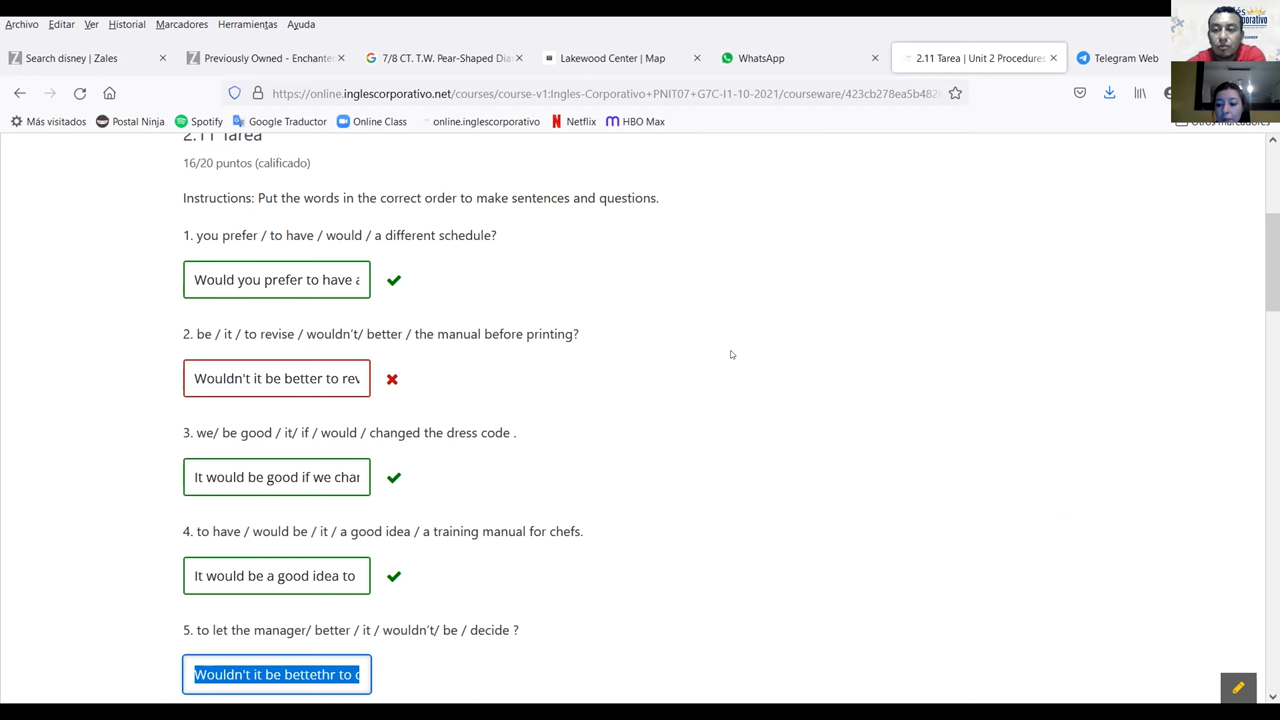 Archivo Editar Ver Historial Marcadores Herramientas Ayuda
Search disney | Zales
Previously Owned - Enchante
7/8 CT. T.W. Pear-Shaped Dia
Lakewood Center | Map
WhatsApp
2.11 Tarea | Unit 2 Procedures
Telegram Web
https://online.inglescorporativo.net/courses/course-v1:Ingles-Corporativo+PNIT07+G7C-I1-10-2021/courseware/423cb278ea5b482
Más visitados Postal Ninja Spotify Google Traductor Online Class online.inglescorporativo Netflix HBO Max
2.11 Tarea
16/20 puntos (calificado)
Instructions: Put the words in the correct order to make sentences and questions.
1. you prefer / to have / would / a different schedule?
Would you prefer to have a
2. be / it / to revise / wouldn't/ better / the manual before printing?
Wouldn't it be better to rev
3. we/ be good / it/ if / would / changed the dress code .
It would be good if we chan
4. to have / would be / it / a good idea / a training manual for chefs.
It would be a good idea to
5. to let the manager/ better / it / wouldn't/ be / decide ?
Wouldn't it be bettethr to